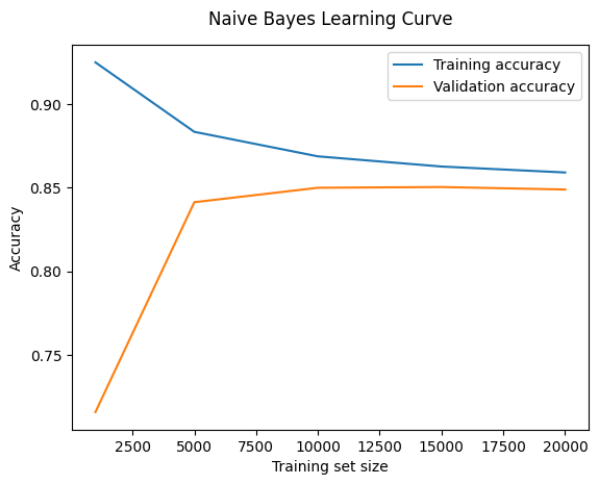 Naive Bayes Learning Curve
Training accuracy
Validation accuracy
0.90
0.85
0.80
0.75
Accuracy
2500 5000 7500 10000 12500 15000 17500 20000
Training set size